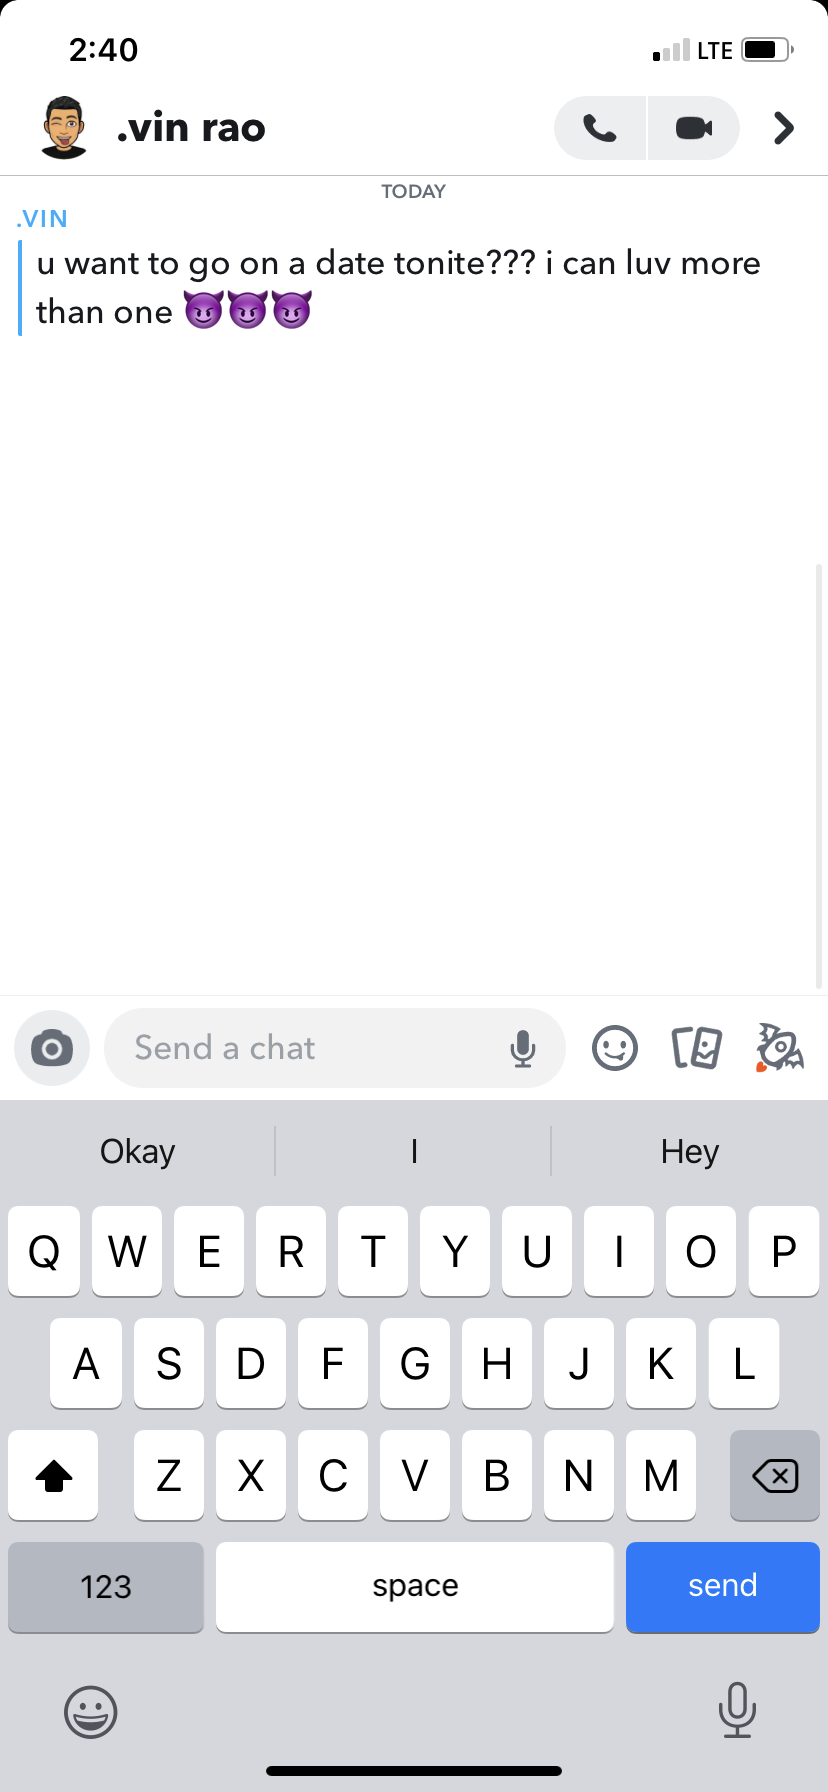 2:40 LTE
.vin rao
TODAY
.VIN
u want to go on a date tonite??? i can luv more
than one 😈😈😈
Send a chat
Okay I Hey
Q W E R T Y U I O P
A S D F G H J K L
Z X C V B N M
123 space send